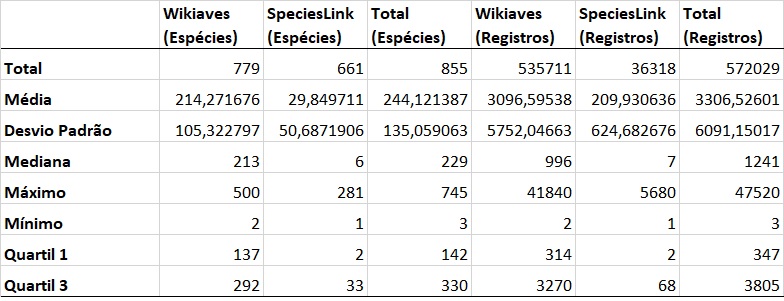 Wikiaves (Espécies) SpeciesLink (Espécies) Total (Espécies) Wikiaves (Registros) SpeciesLink (Registros) Total (Registros)
Total 779 661 855 535711 36318 572029
Média 214,271676 29,849711 244,121387 3096,59538 209,930636 3306,52601
Desvio Padrão 105,322797 50,6871906 135,059063 5752,04663 624,682676 6091,15017
Mediana 213 6 229 996 7 1241
Máximo 500 281 745 41840 5680 47520
Mínimo 2 1 3 2 1 3
Quartil 1 137 2 142 314 2 347
Quartil 3 292 33 330 3270 68 3805